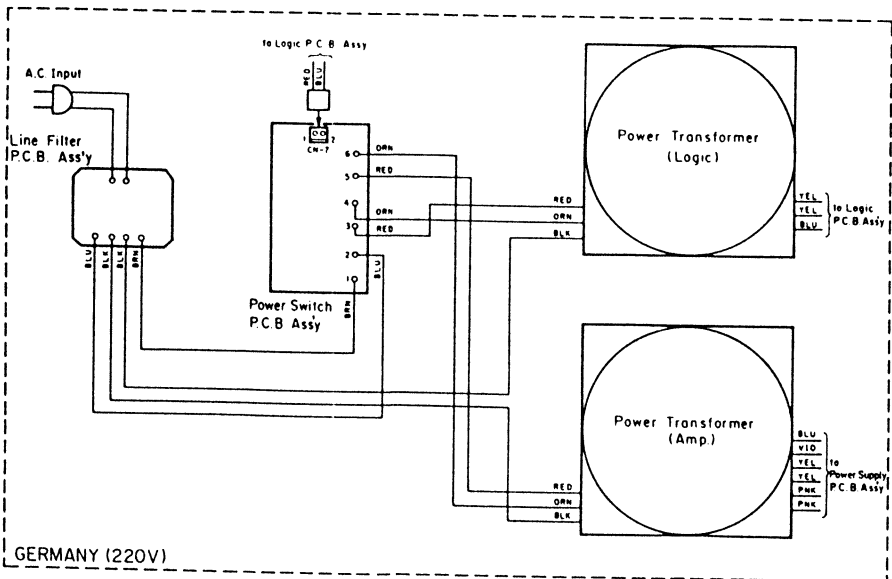 to Logic P.C.B. Assy
RED
BLU
A.C. Input
Line Filter
P.C.B. Ass'y
1 2
CN-7
6 ORN
5 RED
4
ORN
3
RED
2
BLU
1
BRN
Power Switch
P.C.B Ass'y
BLU
BLK
BLK
BRN
Power Transformer
(Logic)
RED
ORN
BLK
YEL
YEL
BLU
to Logic
P.C.B Ass'y
Power Transformer
(Amp.)
RED
ORN
BLK
BLU
VIO
YEL
YEL
PNK
PNK
to
Power Supply
P.C.B. Ass'y
GERMANY (220V)